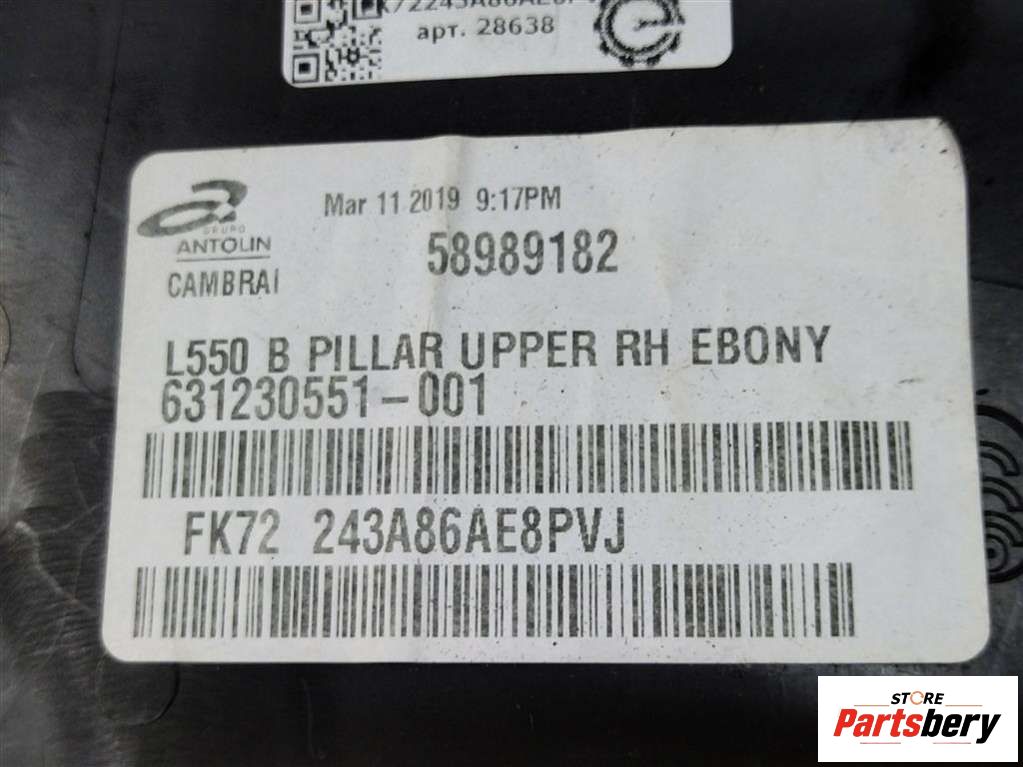 арт. 28638
Mar 11 2019 9:17PM
GRUPO
ANTOLIN
58989182
CAMBRAI
L550 B PILLAR UPPER RH EBONY
631230551-001
FK72 243A86AE8PVJ
STORE
Partsbery